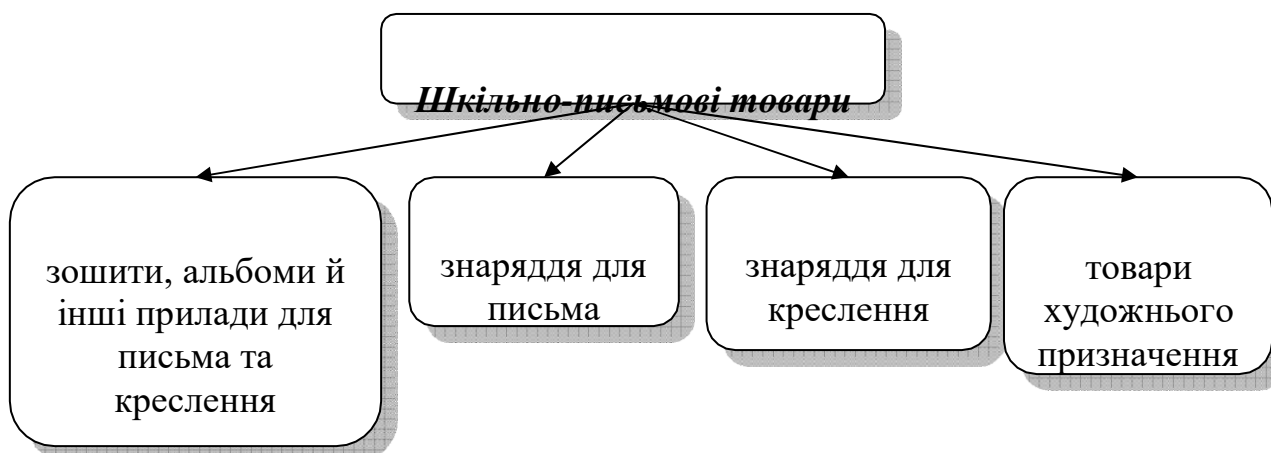 Шкільно-письмові товари
зошити, альбоми й
інші прилади для
письма та
креслення
знаряддя для
письма
знаряддя для
креслення
товари
художнього
призначення